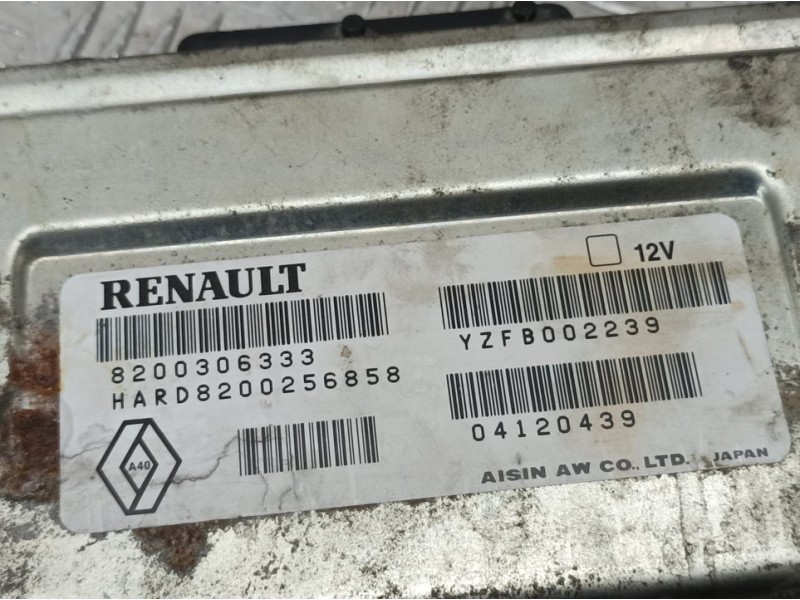 RENAULT
12V
8200306333
HARD8200256858
YZFB002239
04120439
A40
AISIN AW CO., LTD. JAPAN